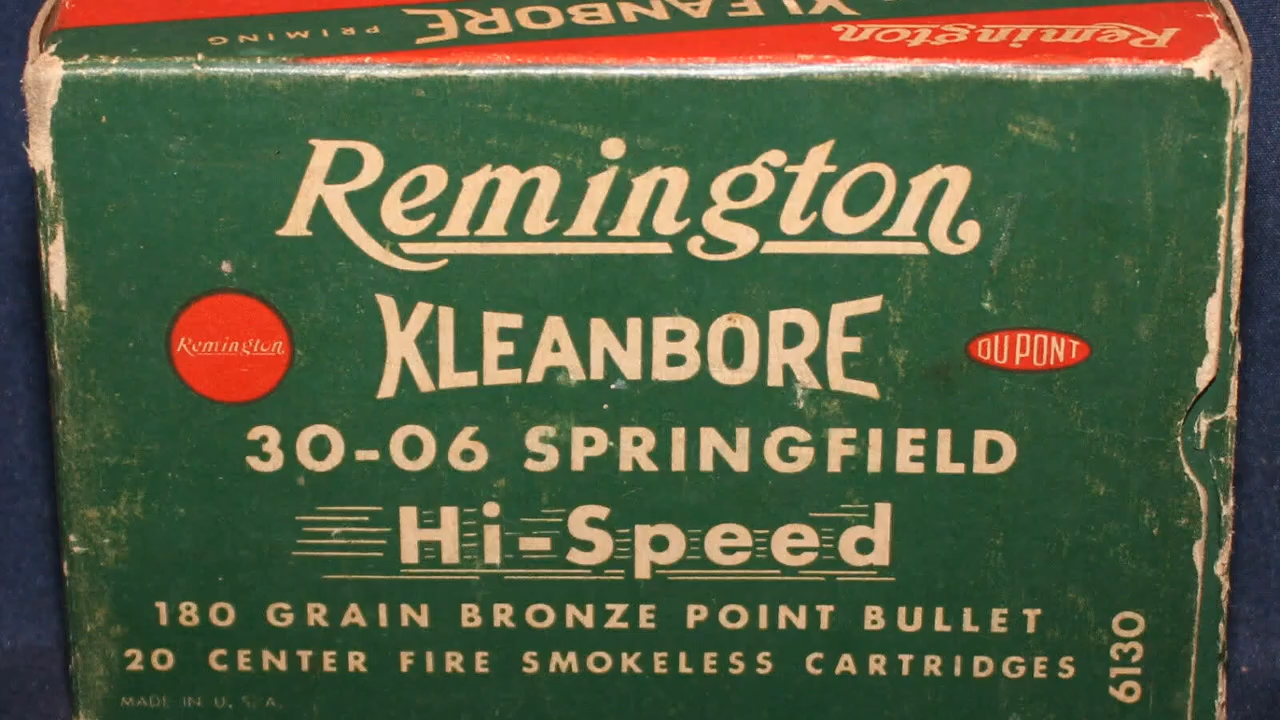 KLEANBORE
PRIMING
Remington
Remington
KLEANBORE
Remington
DU PONT
30-06 SPRINGFIELD
Hi-Speed
180 GRAIN BRONZE POINT BULLET
20 CENTER FIRE SMOKELESS CARTRIDGES
6130
MADE IN U. S. A.